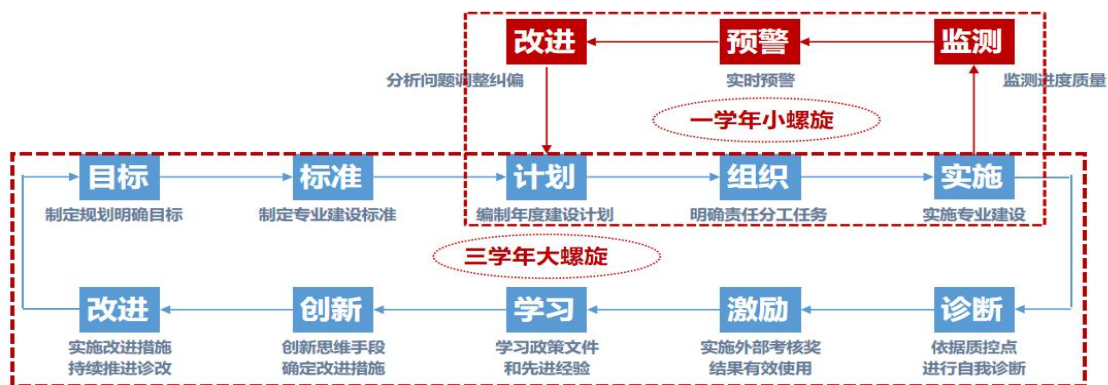 改进
预警
监测
分析问题调整纠偏
实时预警
监测进度质量
一学年小螺旋
目标
标准
计划
组织
实施
制定规划明确目标
制定专业建设标准
编制年度建设计划
明确责任分工任务
实施专业建设
三学年大螺旋
改进
创新
学习
激励
诊断
实施改进措施
持续推进诊改
创新思维手段
确定改进措施
学习政策文件
和先进经验
实施外部考核奖
结果有效使用
依据质控点
进行自我诊断